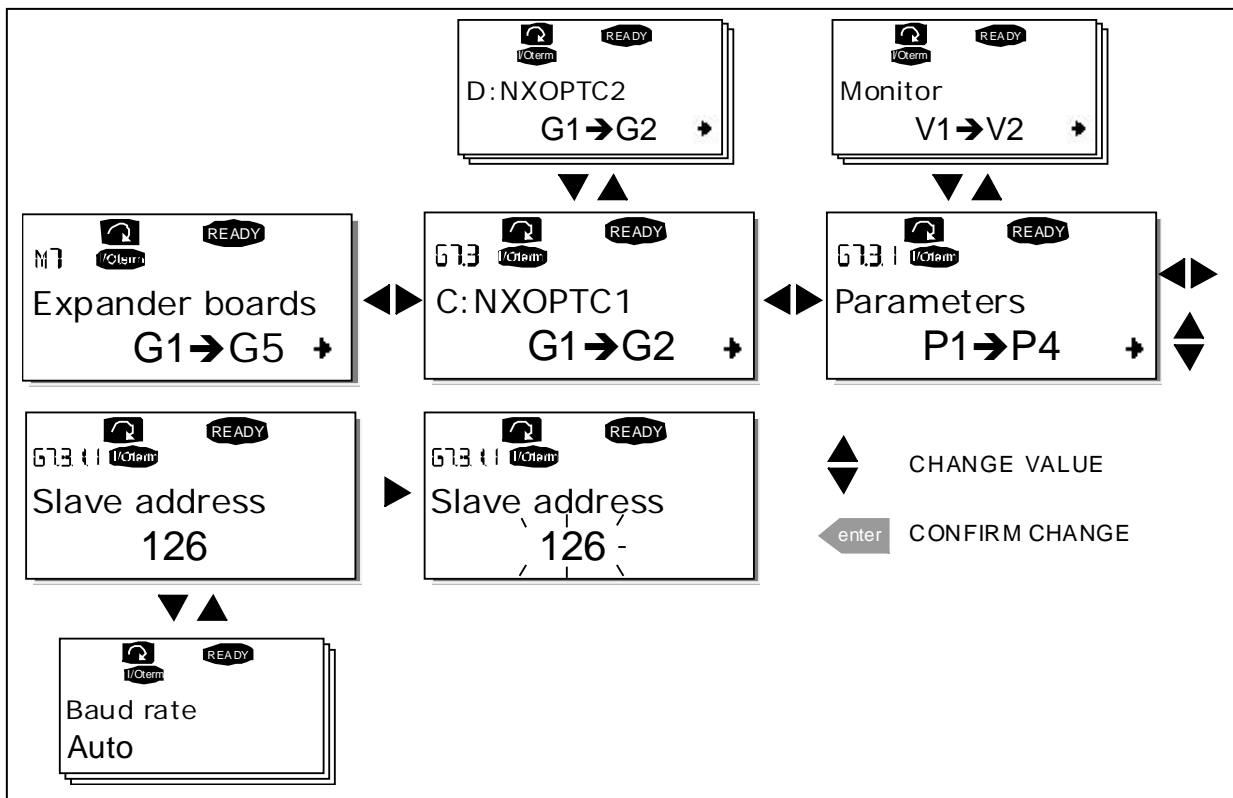 READY
I/Oterm
D:NXOPTC2
G1➔G2
READY
I/Oterm
Monitor
V1➔V2
READY
M7 I/Oterm
Expander boards
G1➔G5
READY
G7.3 I/Oterm
C:NXOPTC1
G1➔G2
READY
G7.3.1 I/Oterm
Parameters
P1➔P4
READY
G7.3.1.1 I/Oterm
Slave address
126
READY
G7.3.1.1 I/Oterm
Slave address
126
CHANGE VALUE
enter CONFIRM CHANGE
READY
I/Oterm
Baud rate
Auto